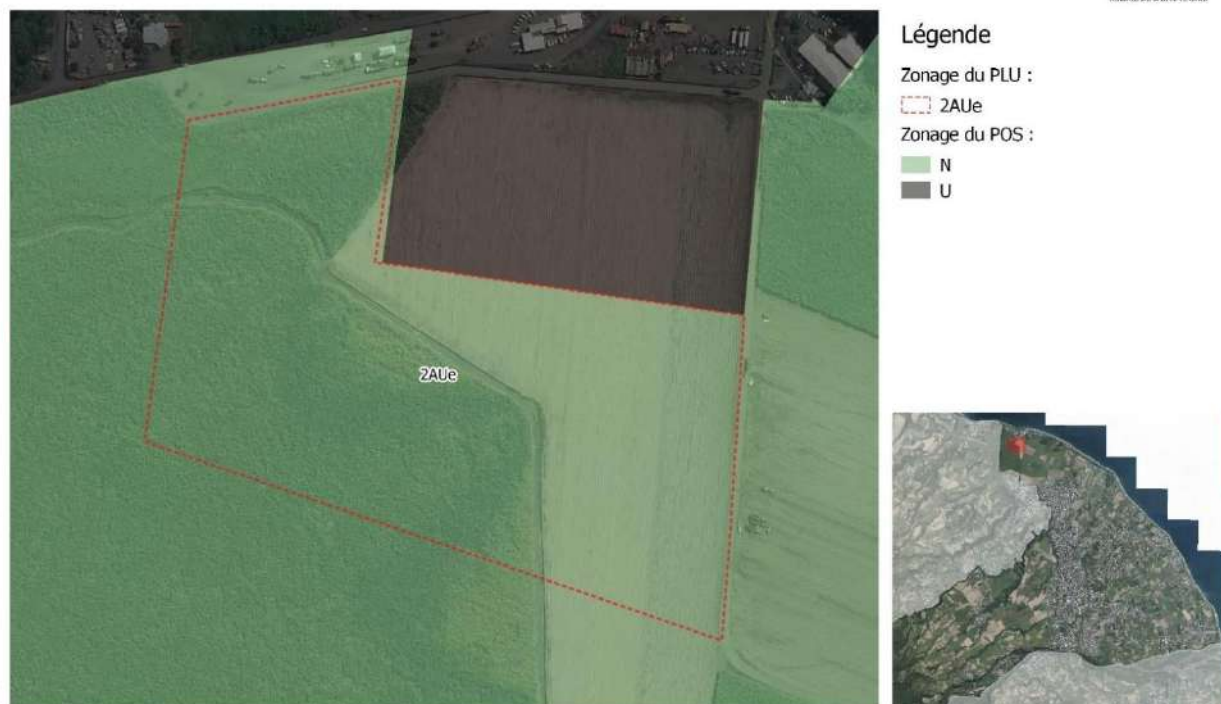 Légende
Zonage du PLU :
2AUe
Zonage du POS :
N
U
2AUe